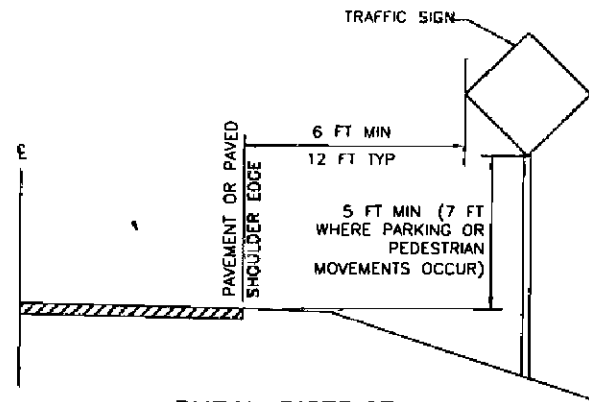 TRAFFIC SIGN
6 FT MIN
12 FT TYP
PAVEMENT OR PAVED
SHOULDER EDGE
5 FT MIN (7 FT
WHERE PARKING OR
PEDESTRIAN
MOVEMENTS OCCUR)